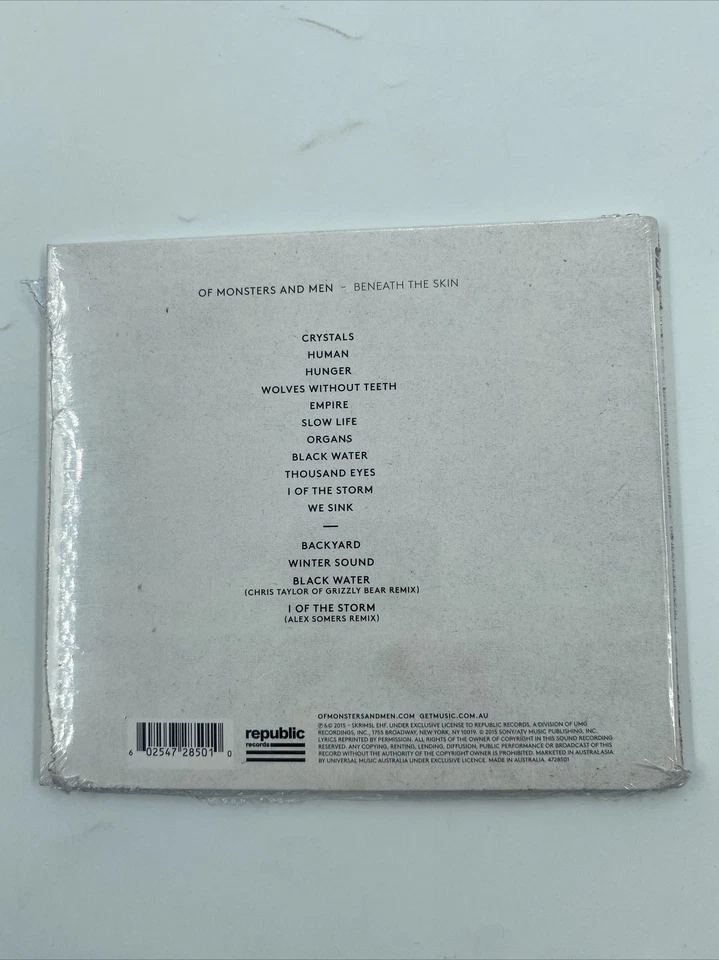 OF MONSTERS AND MEN – BENEATH THE SKIN
CRYSTALS
HUMAN
HUNGER
WOLVES WITHOUT TEETH
EMPIRE
SLOW LIFE
ORGANS
BLACK WATER
THOUSAND EYES
I OF THE STORM
WE SINK
—
BACKYARD
WINTER SOUND
BLACK WATER
(CHRIS TAYLOR OF GRIZZLY BEAR REMIX)
I OF THE STORM
(ALEX SOMERS REMIX)
6 02547 28501 0
republic
records
OFMONSTERSANDMEN.COM GETMUSIC.COM.AU
℗ & © 2015 – SKRIMSL EHF. UNDER EXCLUSIVE LICENSE TO REPUBLIC RECORDS, A DIVISION OF UMG
RECORDINGS, INC., 1755 BROADWAY, NEW YORK, NY 10019. © 2015 SONY/ATV MUSIC PUBLISHING, INC.
LYRICS REPRINTED BY PERMISSION. ALL RIGHTS OF THE OWNER OF COPYRIGHT IN THIS SOUND RECORDING
RESERVED. ANY COPYING, RENTING, LENDING, DIFFUSION, PUBLIC PERFORMANCE OR BROADCAST OF THIS
RECORD WITHOUT THE AUTHORITY OF THE COPYRIGHT OWNER IS PROHIBITED. MARKETED IN AUSTRALASIA
BY UNIVERSAL MUSIC AUSTRALIA UNDER EXCLUSIVE LICENCE. MADE IN AUSTRALIA. 4728501